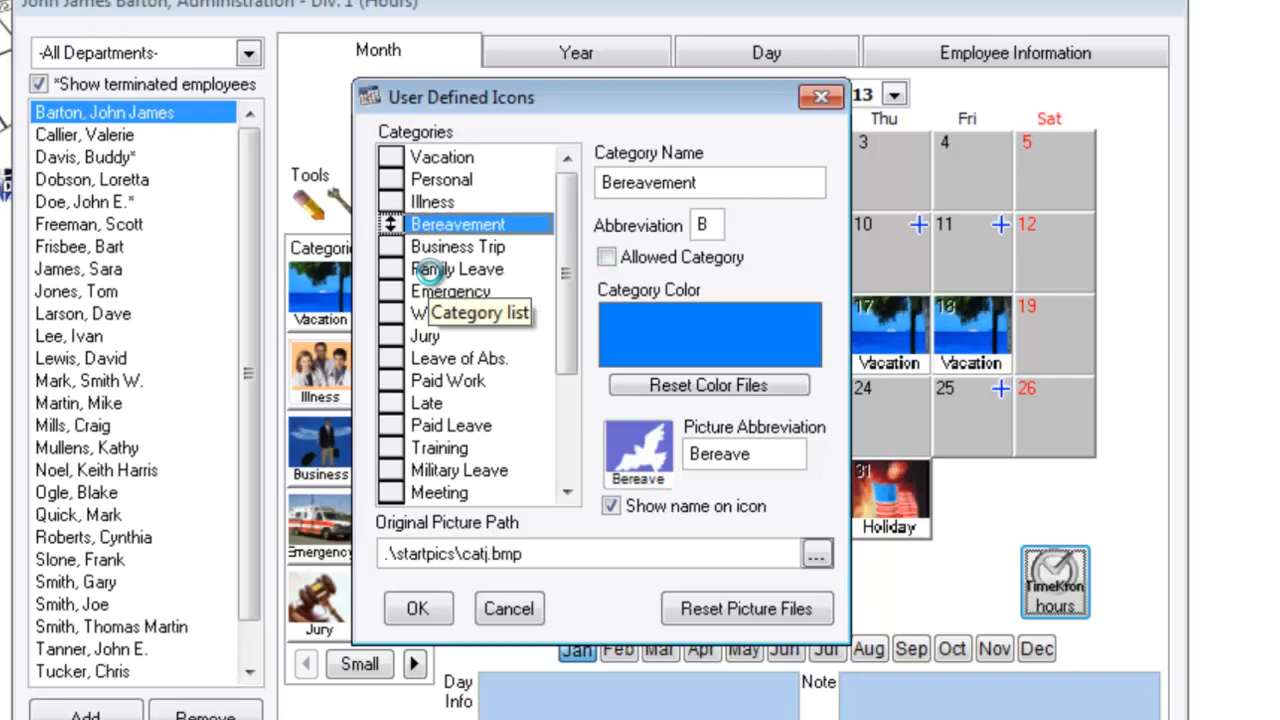 John James Barton, Administration - Div. 1 (Hours)
-All Departments-
*Show terminated employees
Barton, John James
Callier, Valerie
Davis, Buddy*
Dobson, Loretta
Doe, John E.*
Freeman, Scott
Frisbee, Bart
James, Sara
Jones, Tom
Larson, Dave
Lee, Jim
Lewis, David
Mark, Smith W.
Martin, Mike
Mills, Craig
Mullens, Kathy
Noel, Keith Harris
Ogle, Blake
Quick, Mark
Roberts, Cynthia
Slone, Frank
Smith, Gary
Smith, Joe
Smith, Thomas Martin
Tanner, John E.
Tucker, Chris
Add
Remove
Month
Year
Day
Employee Information
Tools
Categories
Vacation
Illness
Business
Emergency
Jury
Small
User Defined Icons
Categories
Vacation
Personal
Illness
Bereavement
Business Trip
Family Leave
Emergency
W
Category list
Jury
Leave of Abs.
Paid Work
Late
Paid Leave
Training
Military Leave
Meeting
Category Name
Bereavement
Abbreviation B
Allowed Category
Category Color
Reset Color Files
Picture Abbreviation
Bereave
Bereave
Show name on icon
Original Picture Path
.\startpics\catj.bmp
...
OK
Cancel
Reset Picture Files
13
Thu Fri Sat
3 4 5
10 11 12
17 18 19
Vacation Vacation
24 25 26
31
Holiday
TimeKron
hours
Jan Feb Mar Apr May Jun Jul Aug Sep Oct Nov Dec
Day
Info
Note